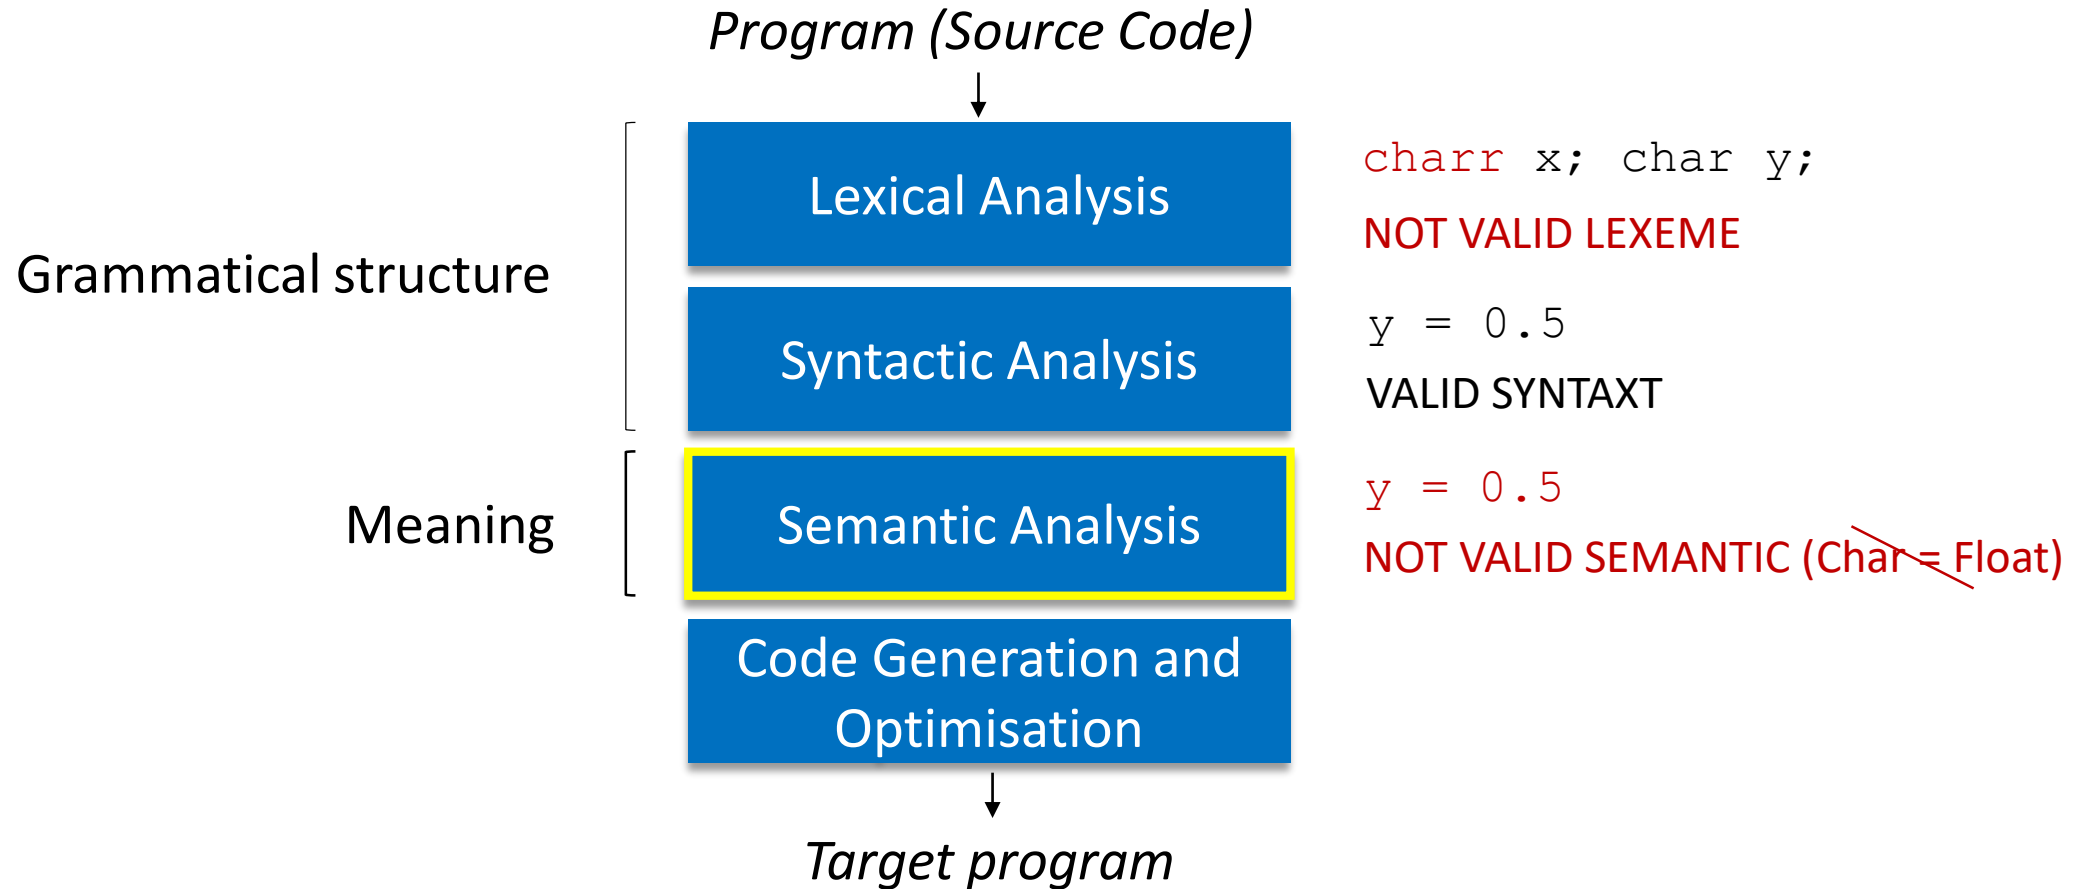 Program (Source Code)
Grammatical structure
Lexical Analysis
charr x; char y;
NOT VALID LEXEME
Syntactic Analysis
y = 0.5
VALID SYNTAXT
Meaning
Semantic Analysis
y = 0.5
NOT VALID SEMANTIC (Char = Float)
Code Generation and
Optimisation
Target program